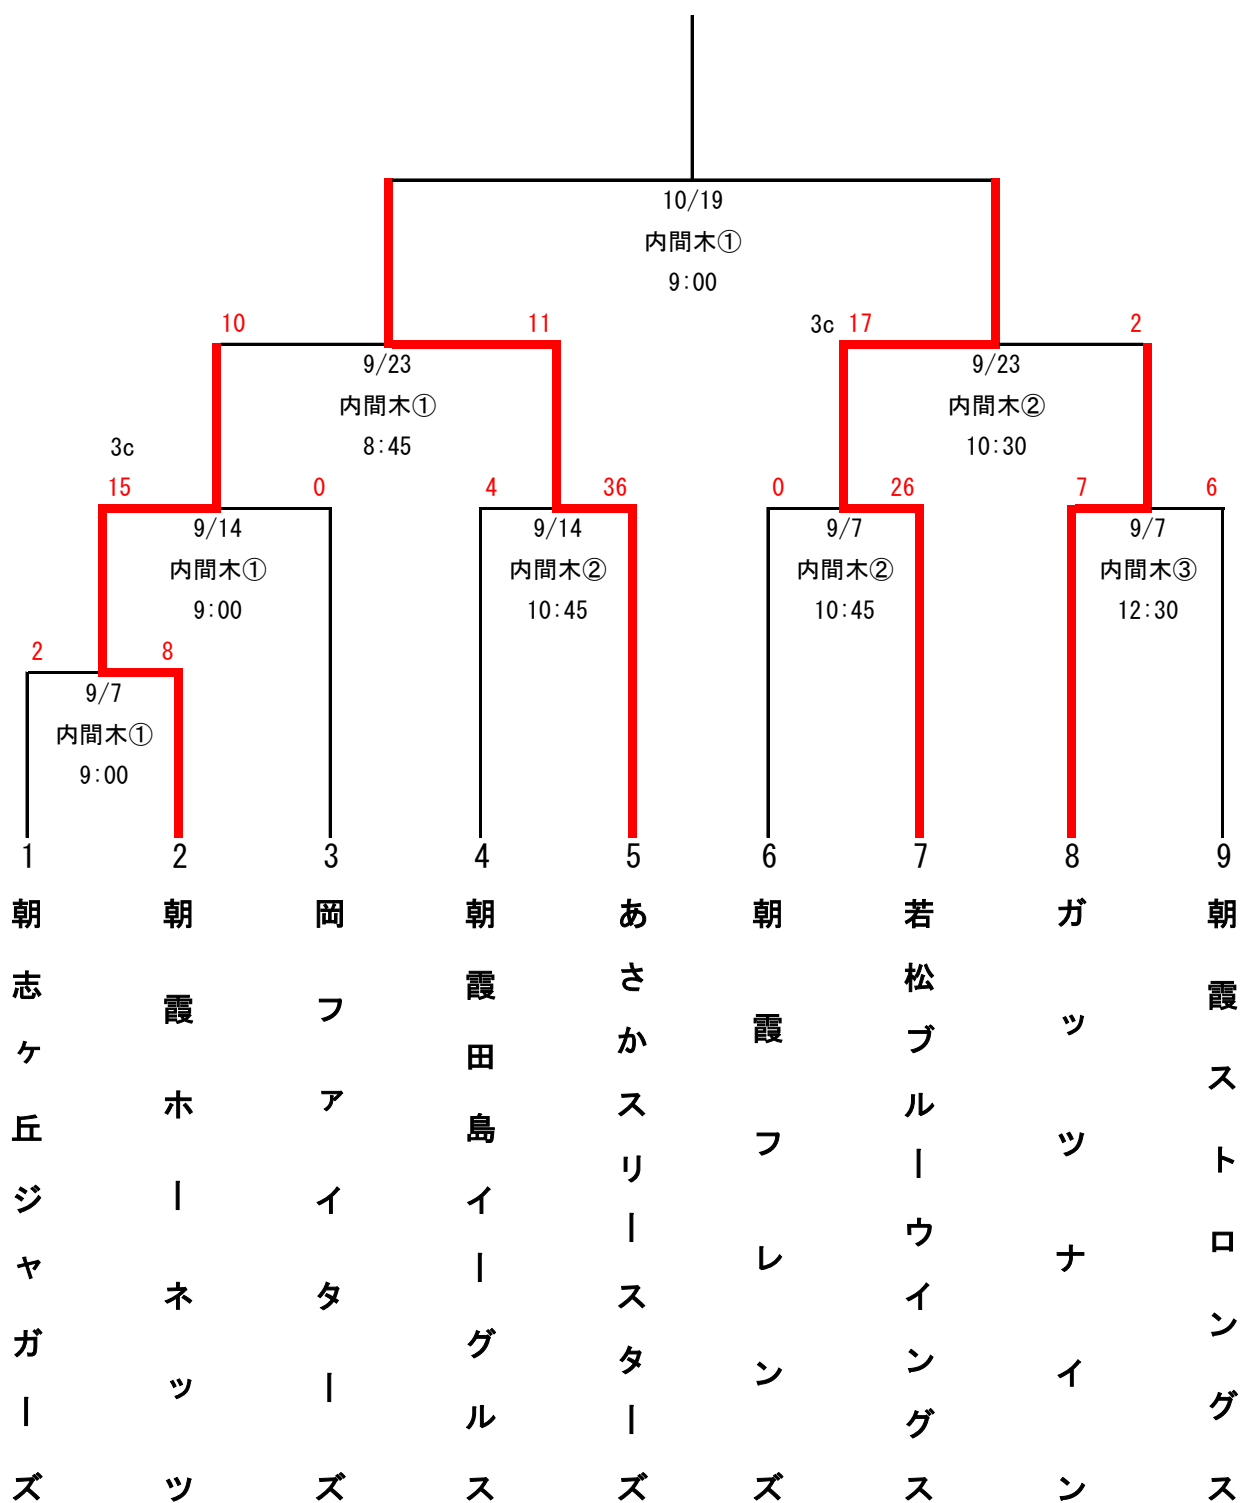 10/19
内間木①
9:00
10
11
3c 17
2
9/23
内間木①
8:45
9/23
内間木②
10:30
3c
15
0
4
36
0
26
7
6
9/14
内間木①
9:00
9/14
内間木②
10:45
9/7
内間木②
10:45
9/7
内間木③
12:30
2
8
9/7
内間木①
9:00
1
2
3
4
5
6
7
8
9
朝志ヶ丘ジャガーズ
朝霞ホーネッツ
岡ファイターズ
朝霞田島イーグルス
あさかスリースターズ
朝霞フレンズ
若松ブルーウイングス
ガッツナイン
朝霞ストロングス